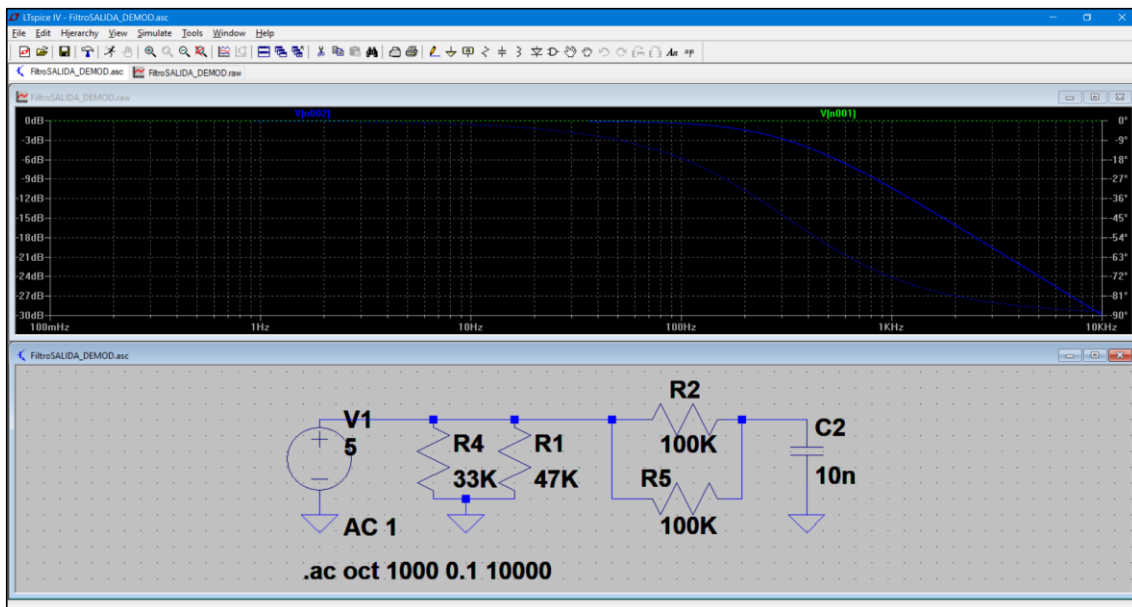 LTspice IV - FiltroSALIDA_DEMOD.asc
File Edit Hierarchy View Simulate Tools Window Help
FiltroSALIDA_DEMOD.asc FiltroSALIDA_DEMOD.raw
FiltroSALIDA_DEMOD.raw
V[n002] V[n001]
0dB 0°
-3dB -9°
-6dB -18°
-9dB -27°
-12dB -36°
-15dB -45°
-18dB -54°
-21dB -63°
-24dB -72°
-27dB -81°
-30dB -90°
100mHz 1Hz 10Hz 100Hz 1KHz 10KHz
FiltroSALIDA_DEMOD.asc
R2
V1 C2
5 R4 R1 100K
33K 47K R5 10n
AC 1 100K
.ac oct 1000 0.1 10000